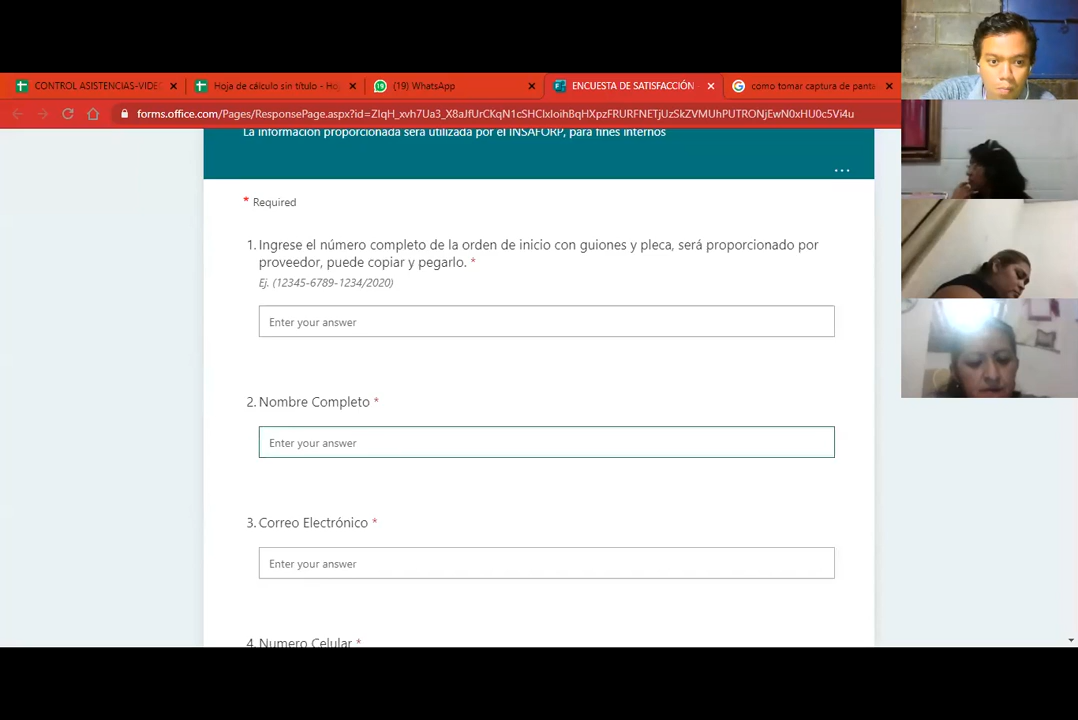 CONTROL ASISTENCIAS-VIDE
Hoja de cálculo sin título - Ho
(19) WhatsApp
ENCUESTA DE SATISFACCIÓN
como tomar captura de panta
forms.office.com/Pages/ResponsePage.aspx?id=
La información proporcionada será utilizada por el INSAFORP, para fines internos
...
* Required
1. Ingrese el número completo de la orden de inicio con guiones y pleca, será proporcionado por
proveedor, puede copiar y pegarlo. *
Ej. (12345-6789-1234/2020)
Enter your answer
2. Nombre Completo *
Enter your answer
3. Correo Electrónico *
Enter your answer
4. Numero Celular *